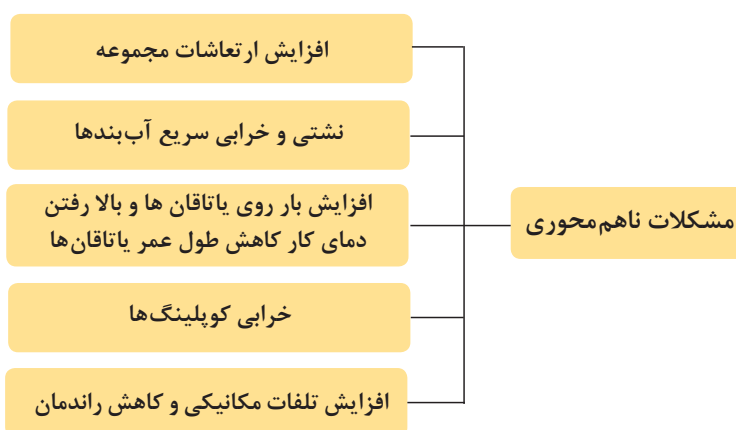 مشکلات ناهم‌محوری
افزایش ارتعاشات مجموعه
نشتی و خرابی سریع آب‌بندها
افزایش بار روی یاتاقان ها و بالا رفتن
دمای کار کاهش طول عمر یاتاقان‌ها
خرابی کوپلینگ‌ها
افزایش تلفات مکانیکی و کاهش راندمان